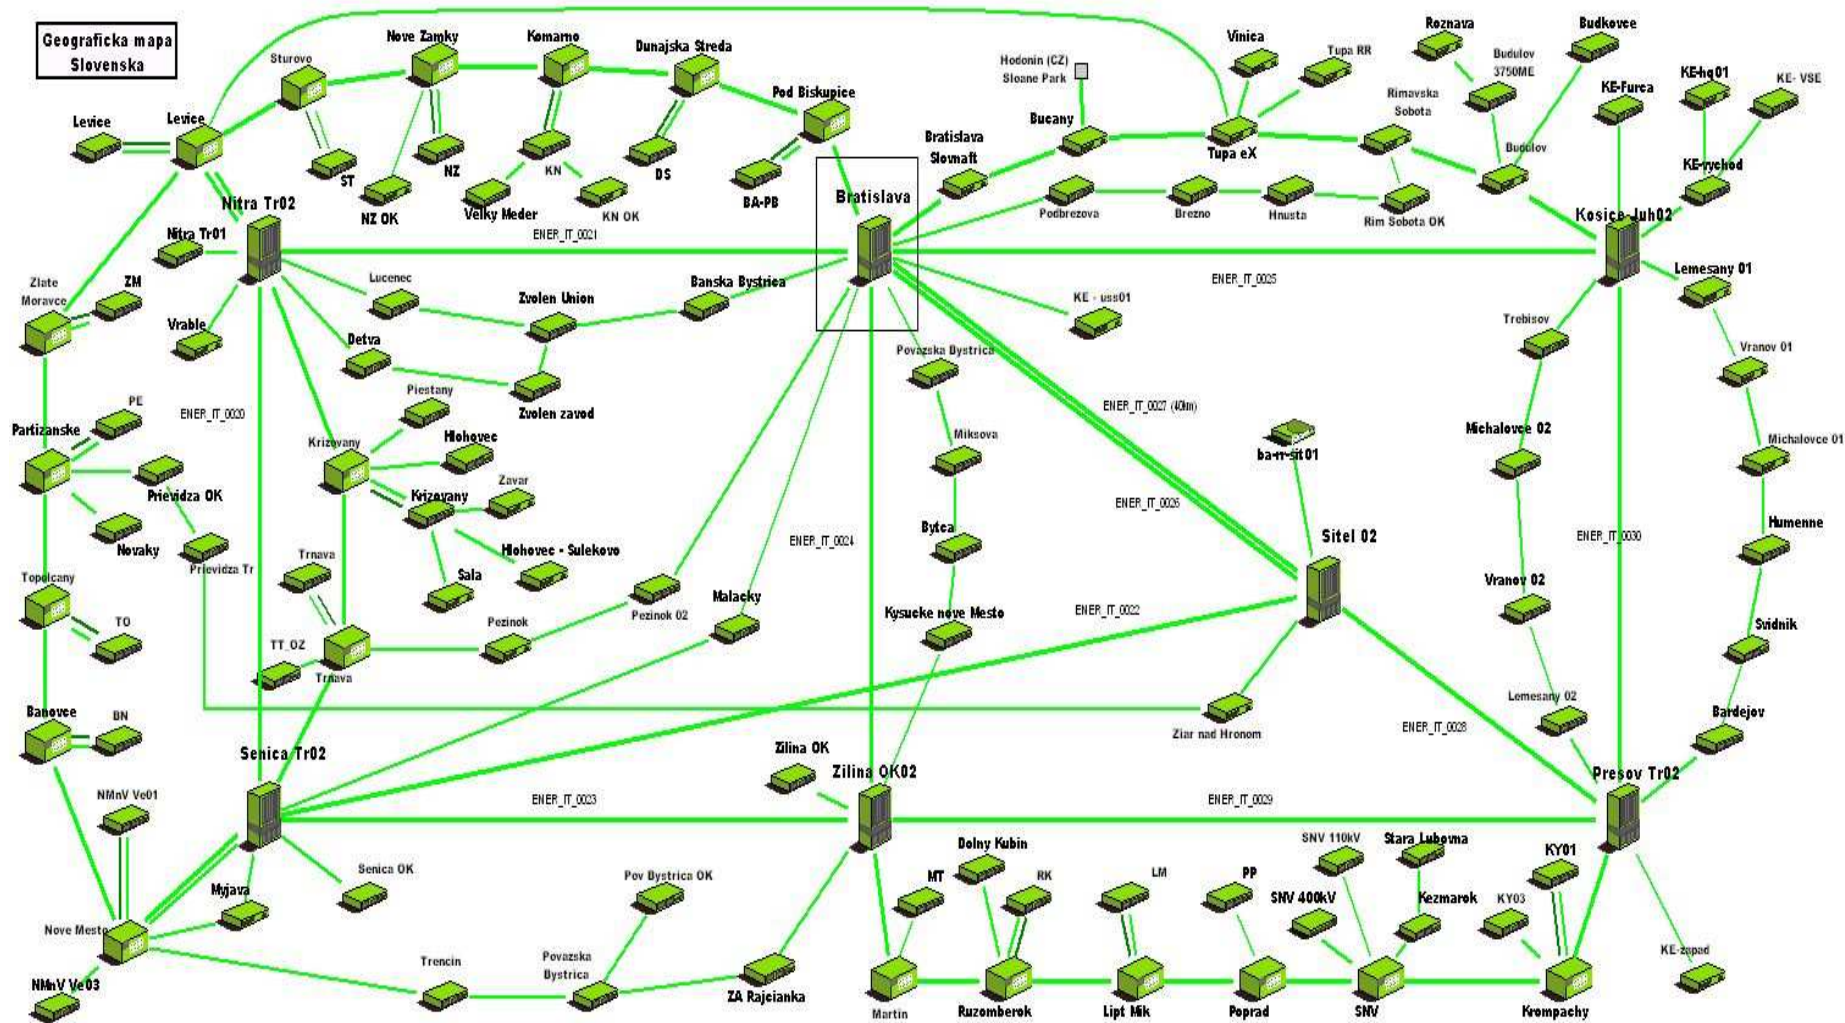 Geograficka mapa
Slovenska
Sturovo
Nove Zamky
Komarno
Dunajska Streda
Pod Biskupice
Hodonin (CZ)
Sloane Park
Vinica
Tupa RR
Roznava
Budulov
3750ME
Budkovce
KE-Furca
KE-hq01
KE- VSE
Levice
Levice
ST
NZ OK
NZ
Velky Meder
KN
KN OK
DS
BA-PB
Bratislava
Slovnaft
Bucany
Tupa eX
Rimavska
Sobota
Budulov
KE-vychod
Nitra Tr02
Bratislava
Podbrezova
Brezno
Hnusta
Rim Sobota OK
Kosice Juh02
Nitra Tr01
ENER_IT_0021
ENER_IT_0025
Zlate
Moravce
ZM
Lucenec
Zvolen Union
Banska Bystrica
KE - uss01
Lemesany 01
Vrable
Detva
Zvolen zavod
Povazska Bystrica
Trebisov
Vranov 01
PE
ENER_IT_0020
Piestany
ENER_IT_0027 (40km)
Partizanske
Krizovany
Hlohovec
Miksova
ba-rr-sit01
Michalovce 02
Michalovce 01
Prievidza OK
Krizovany
Zavar
ENER_IT_0026
Novaky
Prievidza Tr
Hlohovec - Sulekovo
ENER_IT_0024
Bytca
Sitel 02
ENER_IT_0030
Humenne
Topolcany
Trnava
Sala
Malacky
Pezinok 02
Kysucke nove Mesto
ENER_IT_0022
Vranov 02
TO
TT_OZ
Trnava
Pezinok
Svidnik
Banovce
BN
Ziar nad Hronom
Lemesany 02
Bardejov
ENER_IT_0028
Senica Tr02
Zilina OK
Zilina OK02
Presov Tr02
NMnV Ve01
ENER_IT_0023
ENER_IT_0029
Myjava
Senica OK
Pov Bystrica OK
MT
Dolny Kubin
RK
LM
PP
SNV 110kV
SNV 400kV
Stara Lubovna
Kezmarok
KY01
KY03
KE-zapad
Nove Mesto
NMnV Ve03
Trencin
Povazska
Bystrica
ZA Rajcianka
Martin
Ruzomberok
Lipt Mik
Poprad
SNV
Krompachy